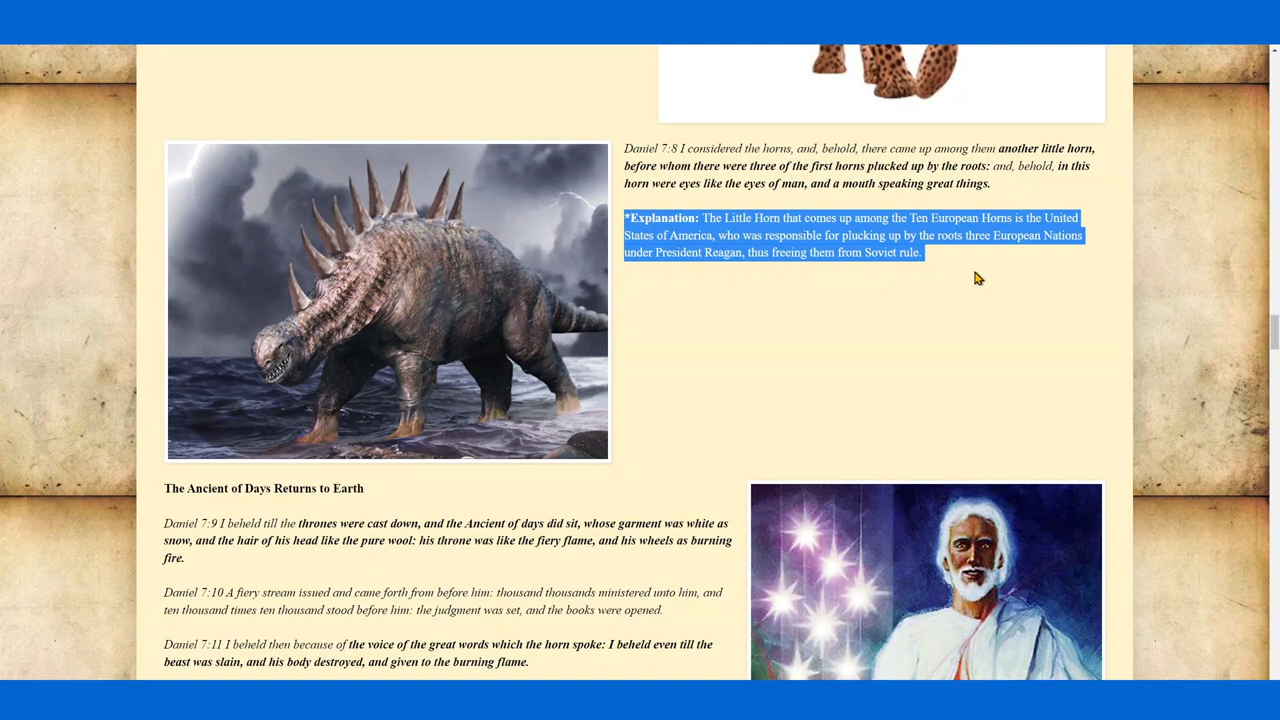 Daniel 7:8 I considered the horns, and, behold, there came up among them another little horn,
before whom there were three of the first horns plucked up by the roots: and, behold, in this
horn were eyes like the eyes of man, and a mouth speaking great things.
*Explanation: The Little Horn that comes up among the Ten European Horns is the United
States of America, who was responsible for plucking up by the roots three European Nations
under President Reagan, thus freeing them from Soviet rule.
The Ancient of Days Returns to Earth
Daniel 7:9 I beheld till the thrones were cast down, and the Ancient of days did sit, whose garment was white as
snow, and the hair of his head like the pure wool: his throne was like the fiery flame, and his wheels as burning
fire.
Daniel 7:10 A fiery stream issued and came forth from before him: thousand thousands ministered unto him, and
ten thousand times ten thousand stood before him: the judgment was set, and the books were opened.
Daniel 7:11 I beheld then because of the voice of the great words which the horn spoke: I beheld even till the
beast was slain, and his body destroyed, and given to the burning flame.